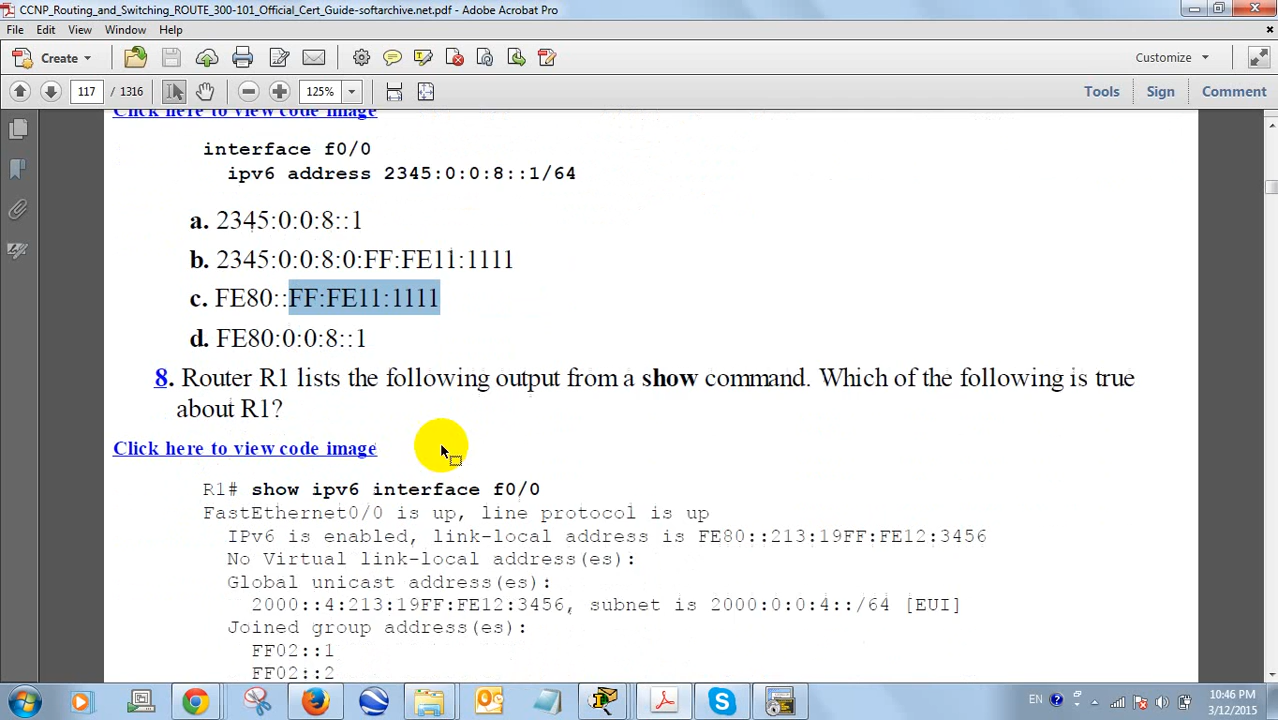 CCNP_Routing_and_Switching_ROUTE_300-101_Official_Cert_Guide-softarchive.net.pdf - Adobe Acrobat Pro
File Edit View Window Help
Create Customize
117 / 1316 125% Tools Sign Comment
Click here to view code image
interface f0/0
ipv6 address 2345:0:0:8::1/64
a. 2345:0:0:8::1
b. 2345:0:0:8:0:FF:FE11:1111
c. FE80::FF:FE11:1111
d. FE80:0:0:8::1
8. Router R1 lists the following output from a show command. Which of the following is true
about R1?
Click here to view code image
R1# show ipv6 interface f0/0
FastEthernet0/0 is up, line protocol is up
IPv6 is enabled, link-local address is FE80::213:19FF:FE12:3456
No Virtual link-local address(es):
Global unicast address(es):
2000::4:213:19FF:FE12:3456, subnet is 2000:0:0:4::/64 [EUI]
Joined group address(es):
FF02::1
FF02::2
EN
10:46 PM
3/12/2015